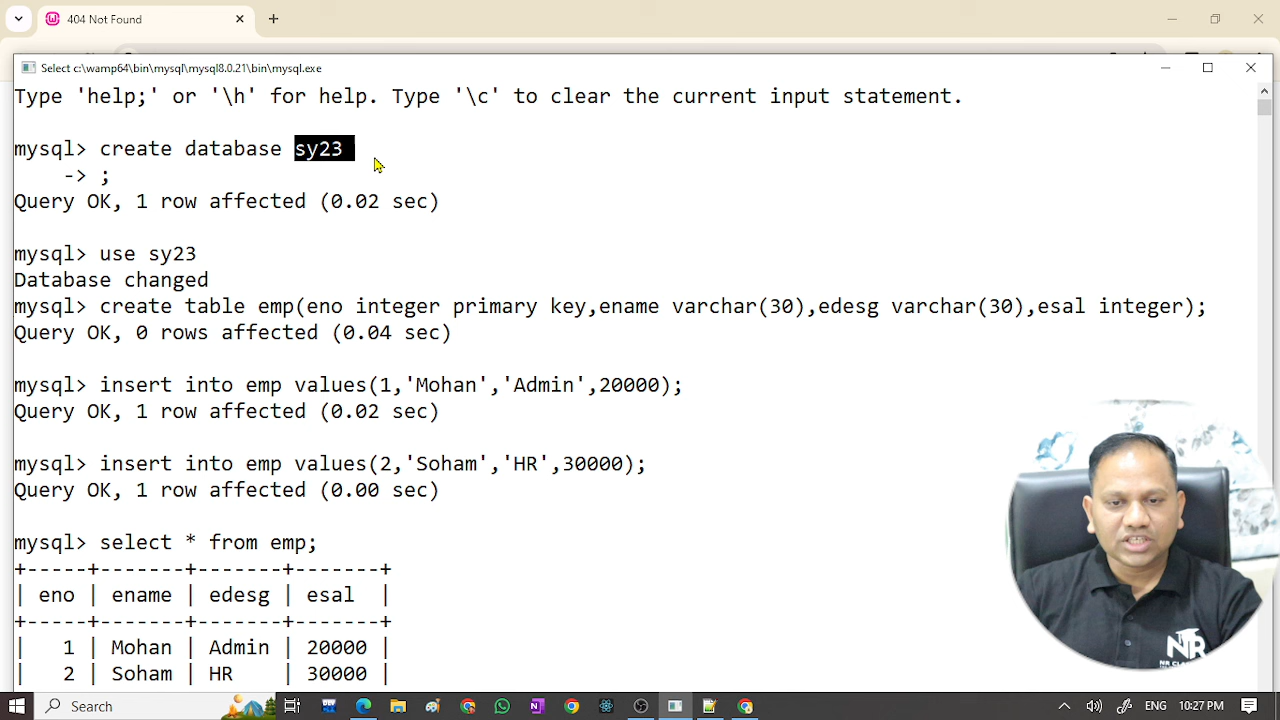 404 Not Found
Select c:\wamp64\bin\mysql\mysql8.0.21\bin\mysql.exe
Type 'help;' or '\h' for help. Type '\c' to clear the current input statement.
mysql> create database sy23
    -> ;
Query OK, 1 row affected (0.02 sec)
mysql> use sy23
Database changed
mysql> create table emp(eno integer primary key,ename varchar(30),edesg varchar(30),esal integer);
Query OK, 0 rows affected (0.04 sec)
mysql> insert into emp values(1,'Mohan','Admin',20000);
Query OK, 1 row affected (0.02 sec)
mysql> insert into emp values(2,'Soham','HR',30000);
Query OK, 1 row affected (0.00 sec)
mysql> select * from emp;
+-----+-------+-------+-------+
| eno | ename | edesg | esal  |
+-----+-------+-------+-------+
|   1 | Mohan | Admin | 20000 |
|   2 | Soham | HR    | 30000 |
NR
Search
ENG 10:27 PM